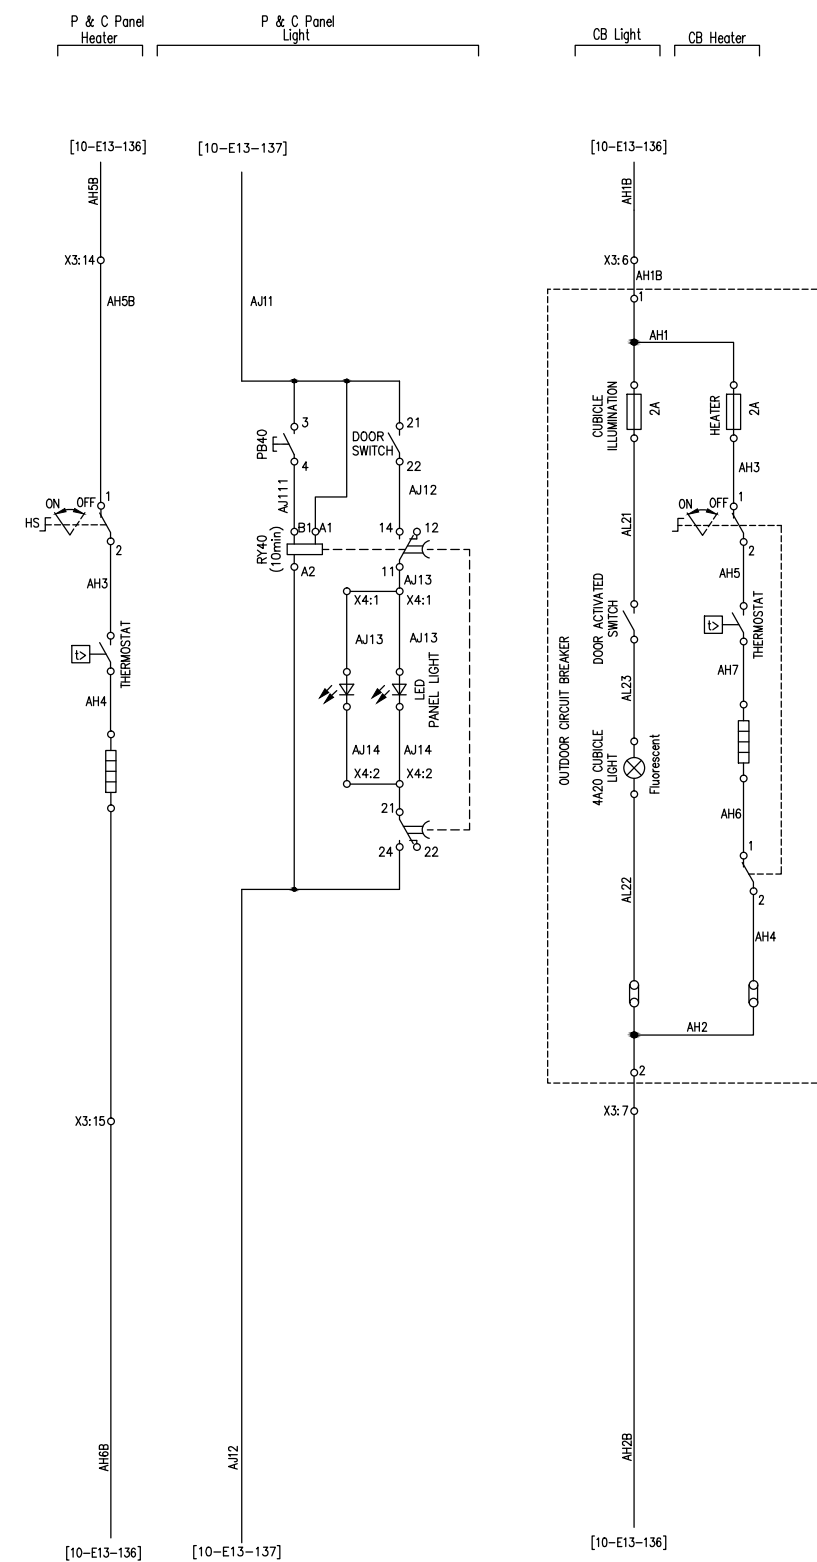 P & C Panel
Heater
P & C Panel
Light
CB Light
CB Heater
[10-E13-136]
[10-E13-137]
[10-E13-136]
AH5B
AH1B
X3:14
X3:6
AH1B
1
AH5B
AJ11
AH1
CUBICLE
ILLUMINATION
2A
HEATER
2A
3
PB40
4
DOOR
SWITCH
21
22
AH3
AJ111
AJ12
ON
OFF
1
HS
2
B1
A1
RY40
(10min)
A2
14
12
11
AJ13
AL21
ON
OFF
1
2
AH3
AH5
X4:1
X4:1
DOOR ACTIVATED
SWITCH
t>
THERMOSTAT
t>
THERMOSTAT
AJ13
AJ13
AH4
LED
PANEL LIGHT
AL23
AH7
OUTDOOR CIRCUIT BREAKER
AJ14
AJ14
X4:2
X4:2
4A20 CUBICLE
LIGHT
Fluorescent
21
24
22
AH6
1
2
AL22
AH4
AH2
2
X3:15
X3:7
AH6B
AJ12
AH2B
[10-E13-136]
[10-E13-137]
[10-E13-136]